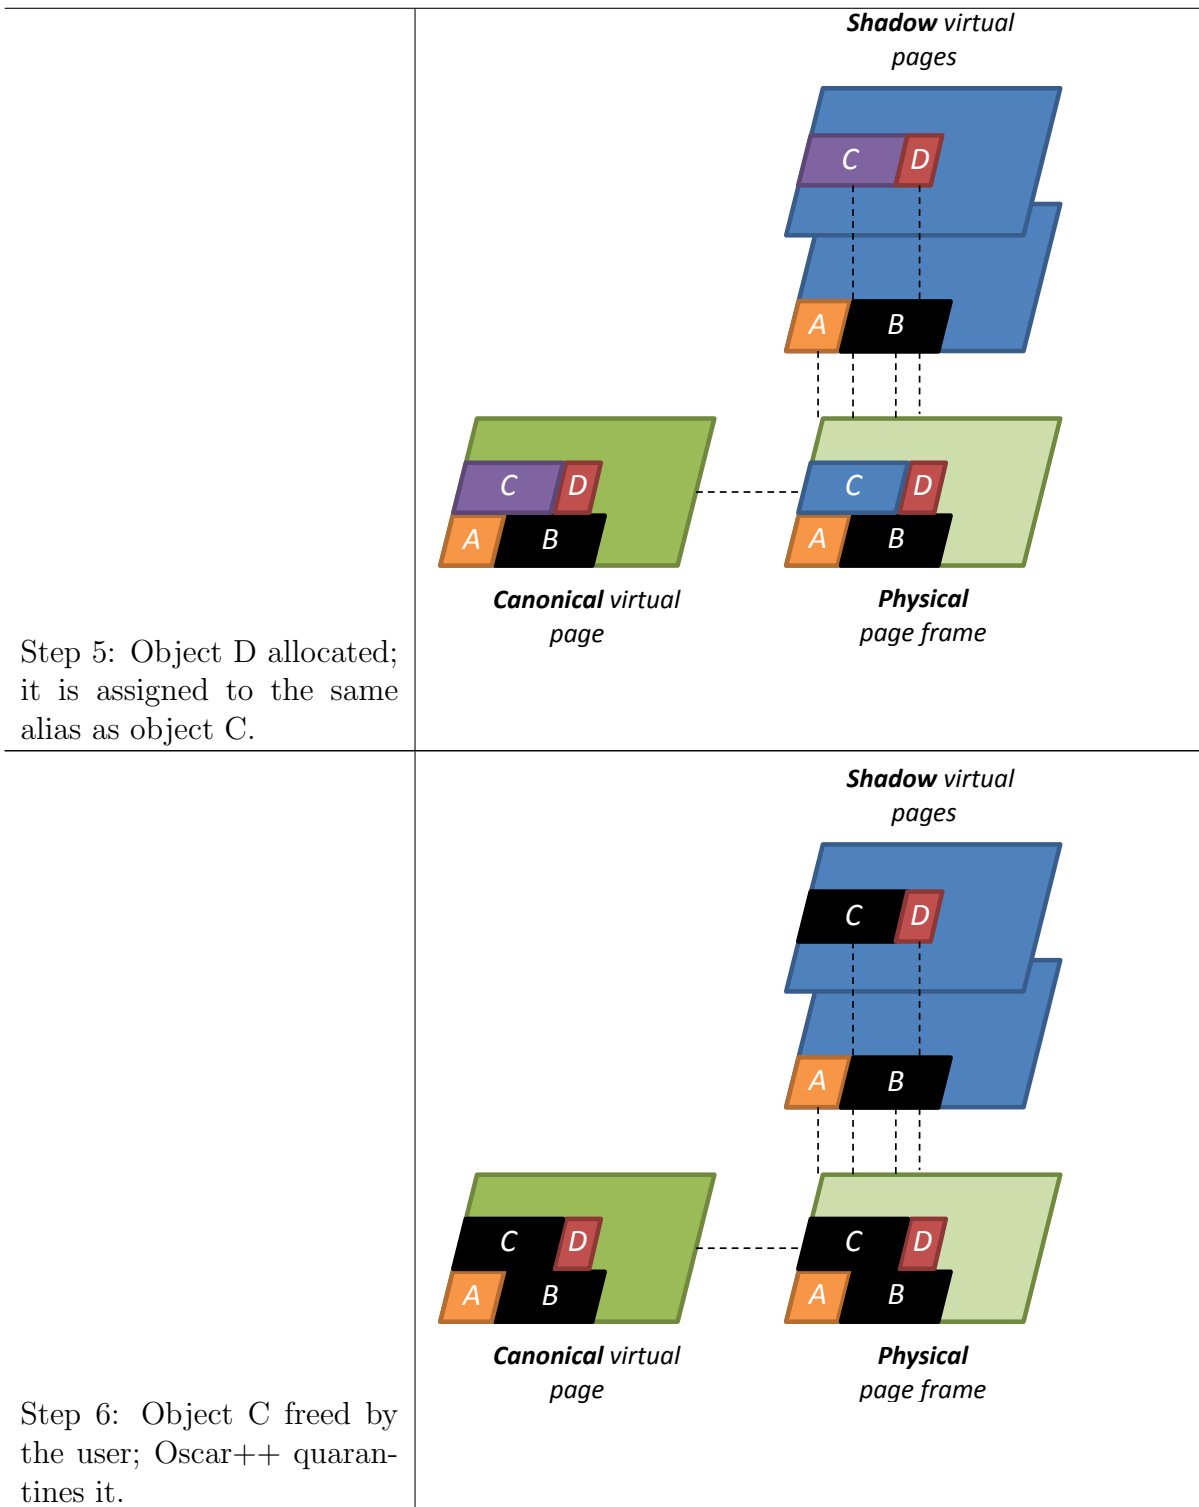 Shadow virtual
pages
C D
A B
C D
A B
C D
A B
Canonical virtual
page
Physical
page frame
Step 5: Object D allocated;
it is assigned to the same
alias as object C.
Shadow virtual
pages
C D
A B
C D
A B
C D
A B
Canonical virtual
page
Physical
page frame
Step 6: Object C freed by
the user; Oscar++ quaran-
tines it.